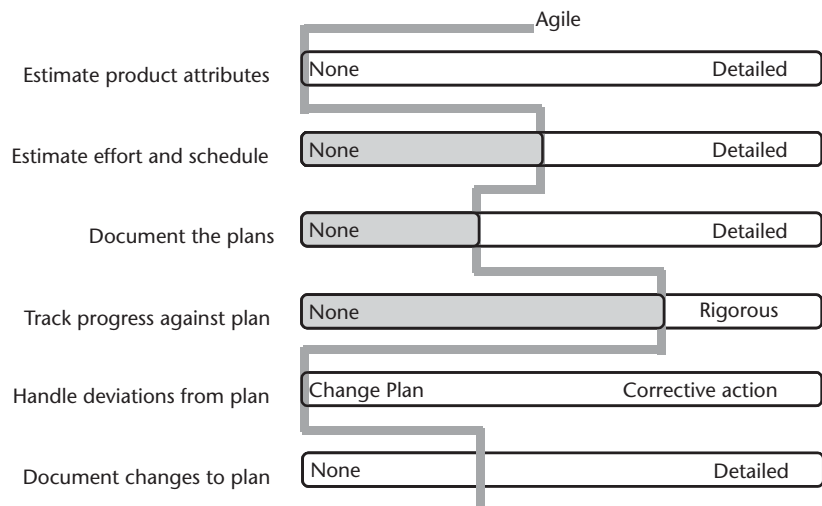 Agile
Estimate product attributes None Detailed
Estimate effort and schedule None Detailed
Document the plans None Detailed
Track progress against plan None Rigorous
Handle deviations from plan Change Plan Corrective action
Document changes to plan None Detailed